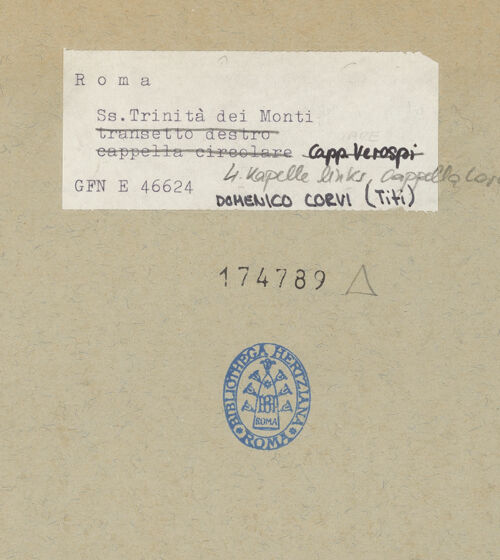 R o m a
Ss.Trinità dei Monti
transetto destro
cappella circolare Capp Verospi
4. Kapelle links, Cappella
GFN E 46624
DOMENICO CORVI (Titi)
174789
BIBLIOTHECA HERTZIANA
ROMA
ROMA